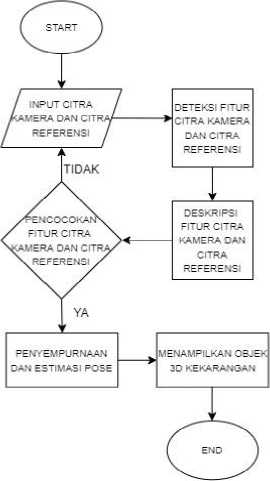 START
INPUT CITRA
KAMERA DAN CITRA
REFERENSI
DETEKSI FITUR
CITRA KAMERA
DAN CITRA
REFERENSI
TIDAK
PENCOCOKAN
FITUR CITRA
KAMERA DAN CITRA
REFERENSI
DESKRIPSI
FITUR CITRA
KAMERA DAN
CITRA
REFERENSI
YA
PENYEMPURNAAN
DAN ESTIMASI POSE
MENAMPILKAN OBJEK
3D KEKARANGAN
END